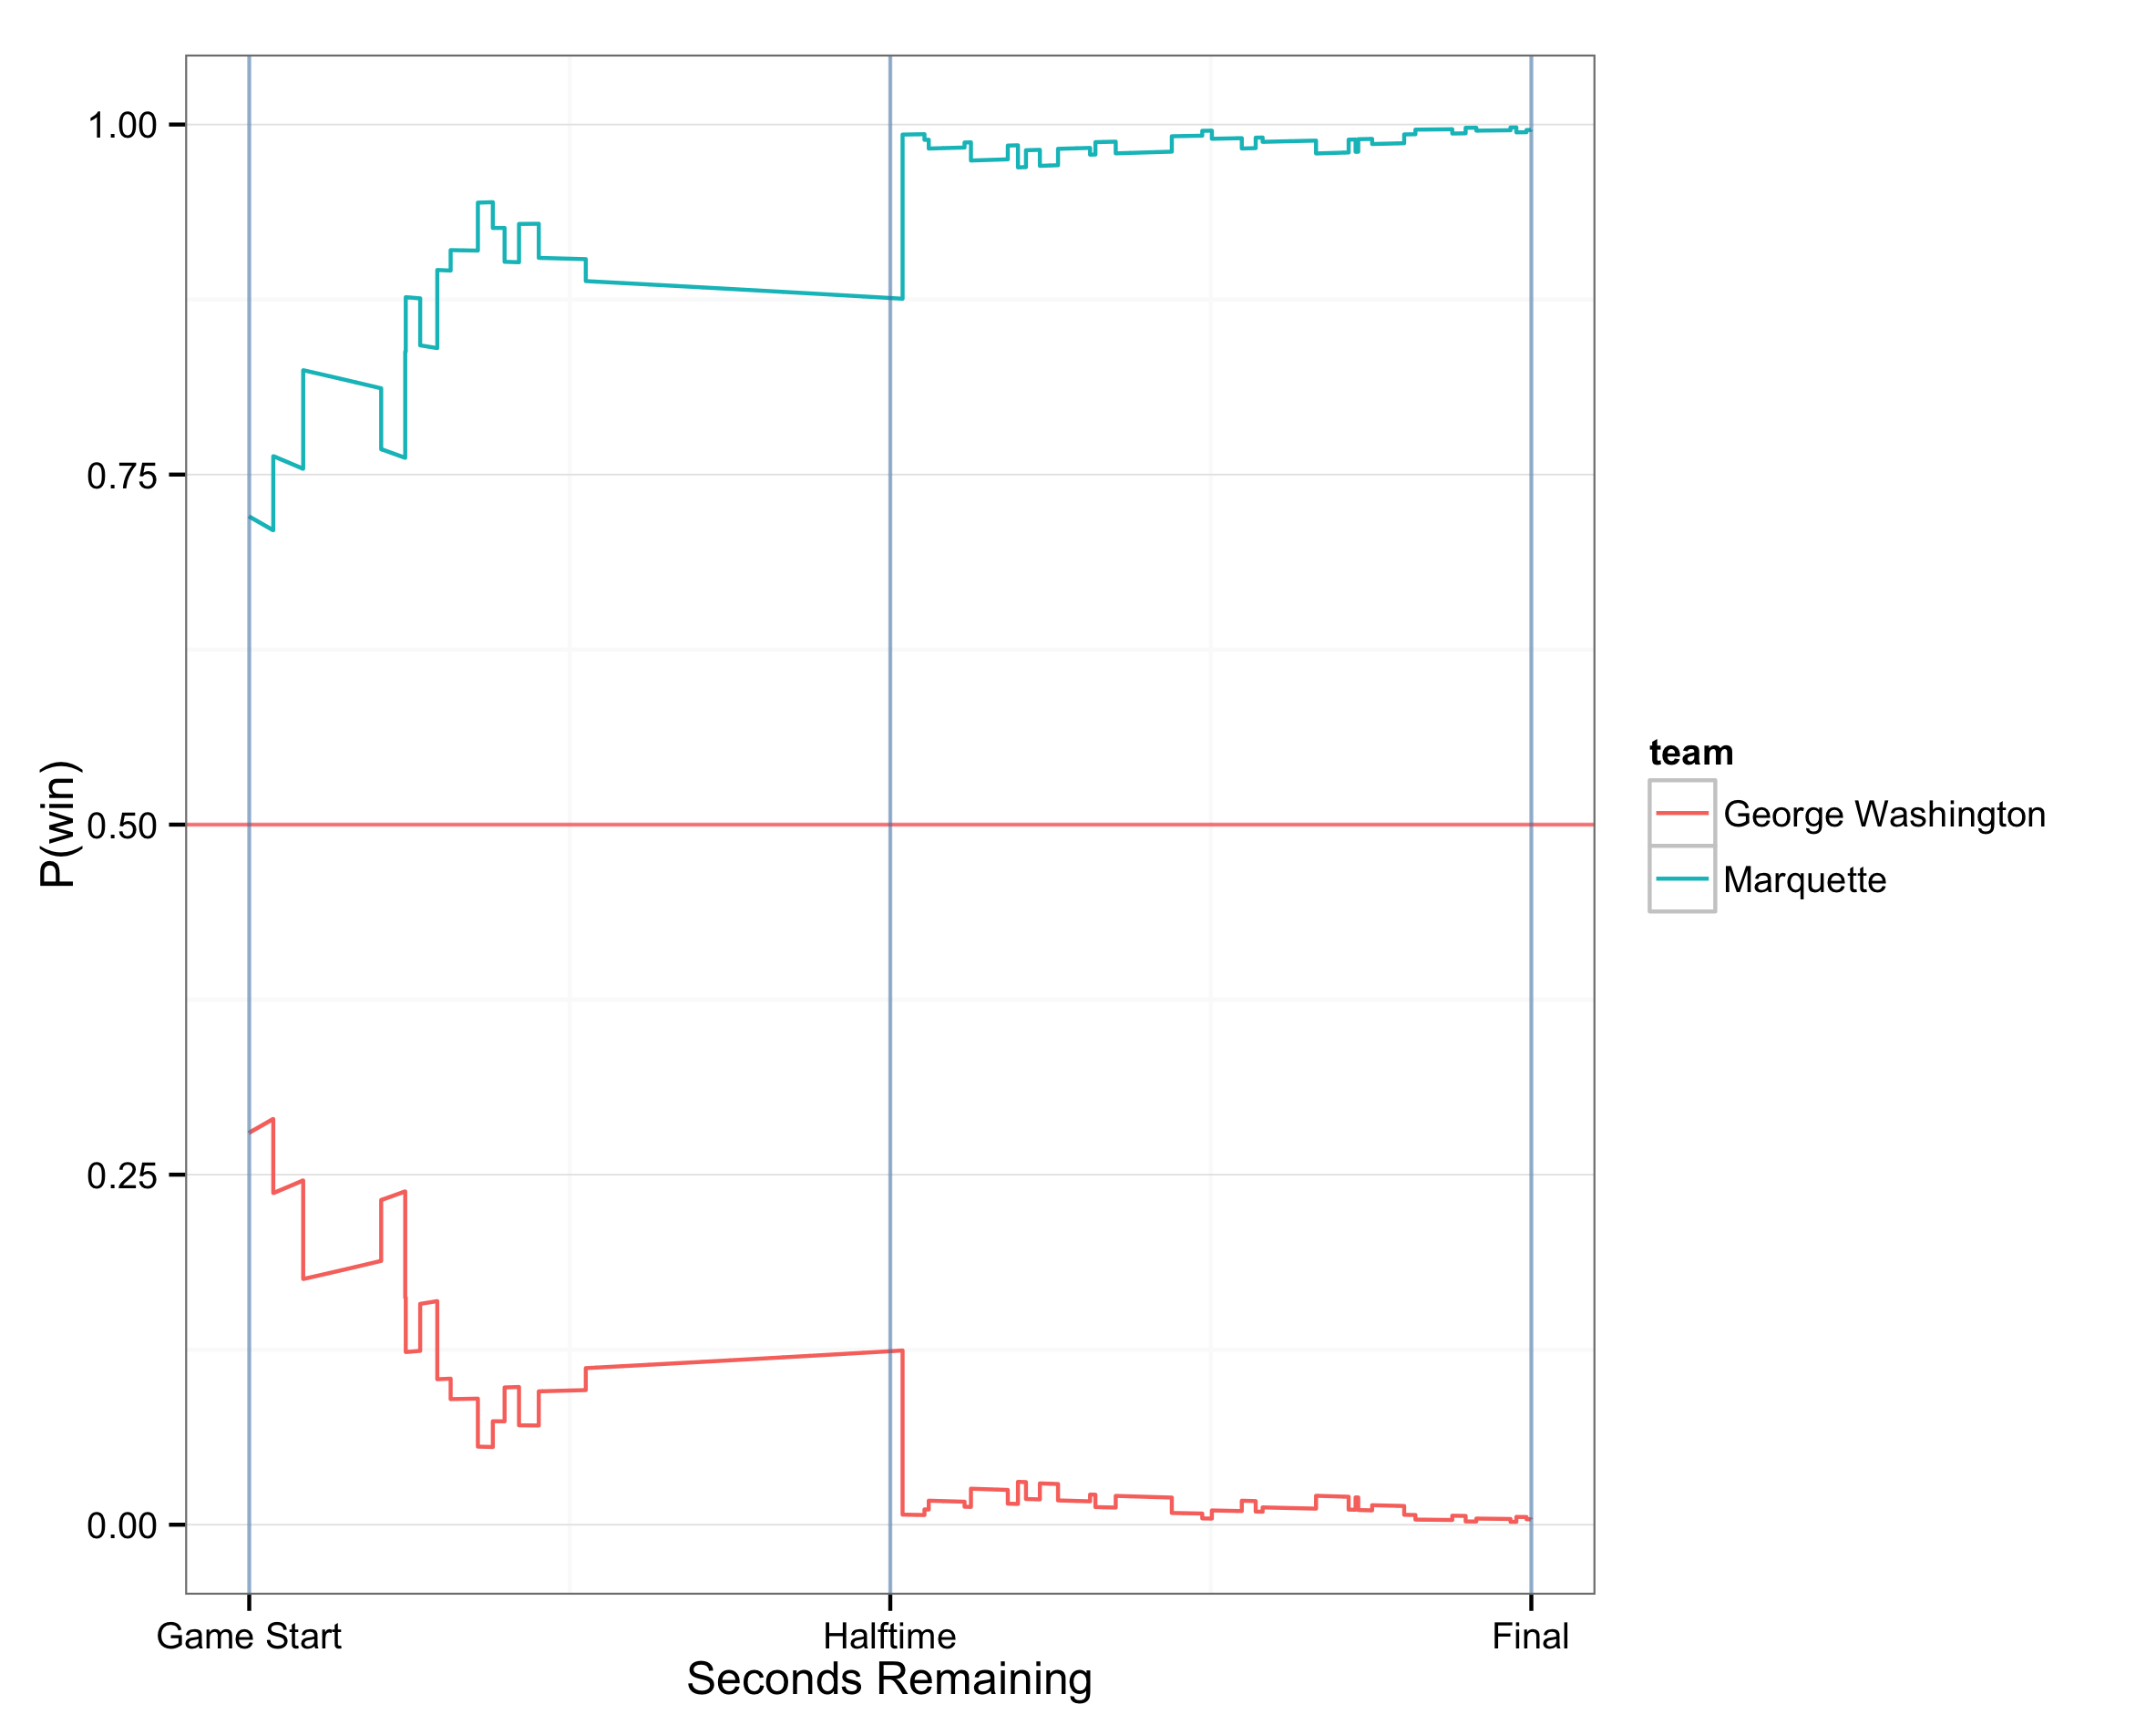 1.00
0.75
0.50
0.25
0.00
P(win)
Game Start
Halftime
Final
Seconds Remaining
team
George Washington
Marquette